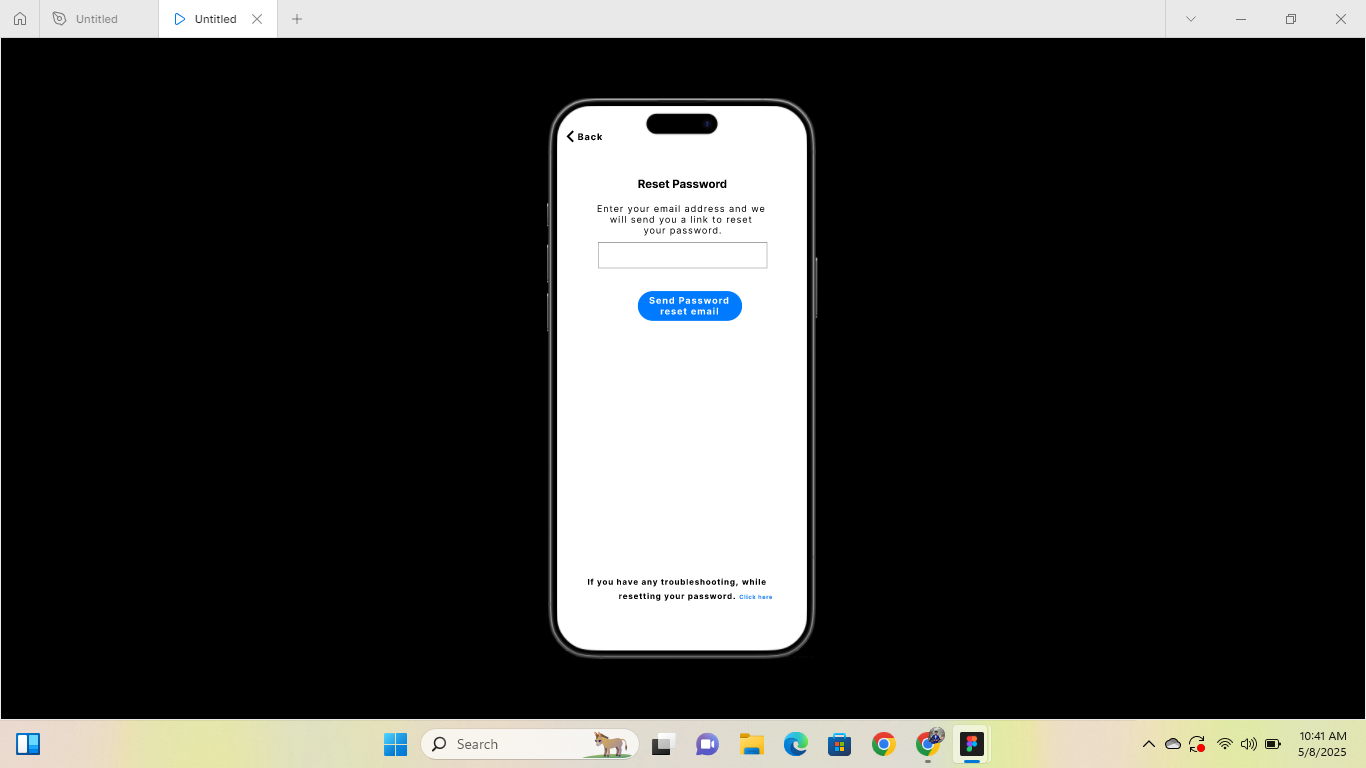 Untitled
Untitled
Back
Reset Password
Enter your email address and we
will send you a link to reset
your password.
Send Password
reset email
If you have any troubleshooting, while
resetting your password. Click here
Search
10:41 AM
5/8/2025